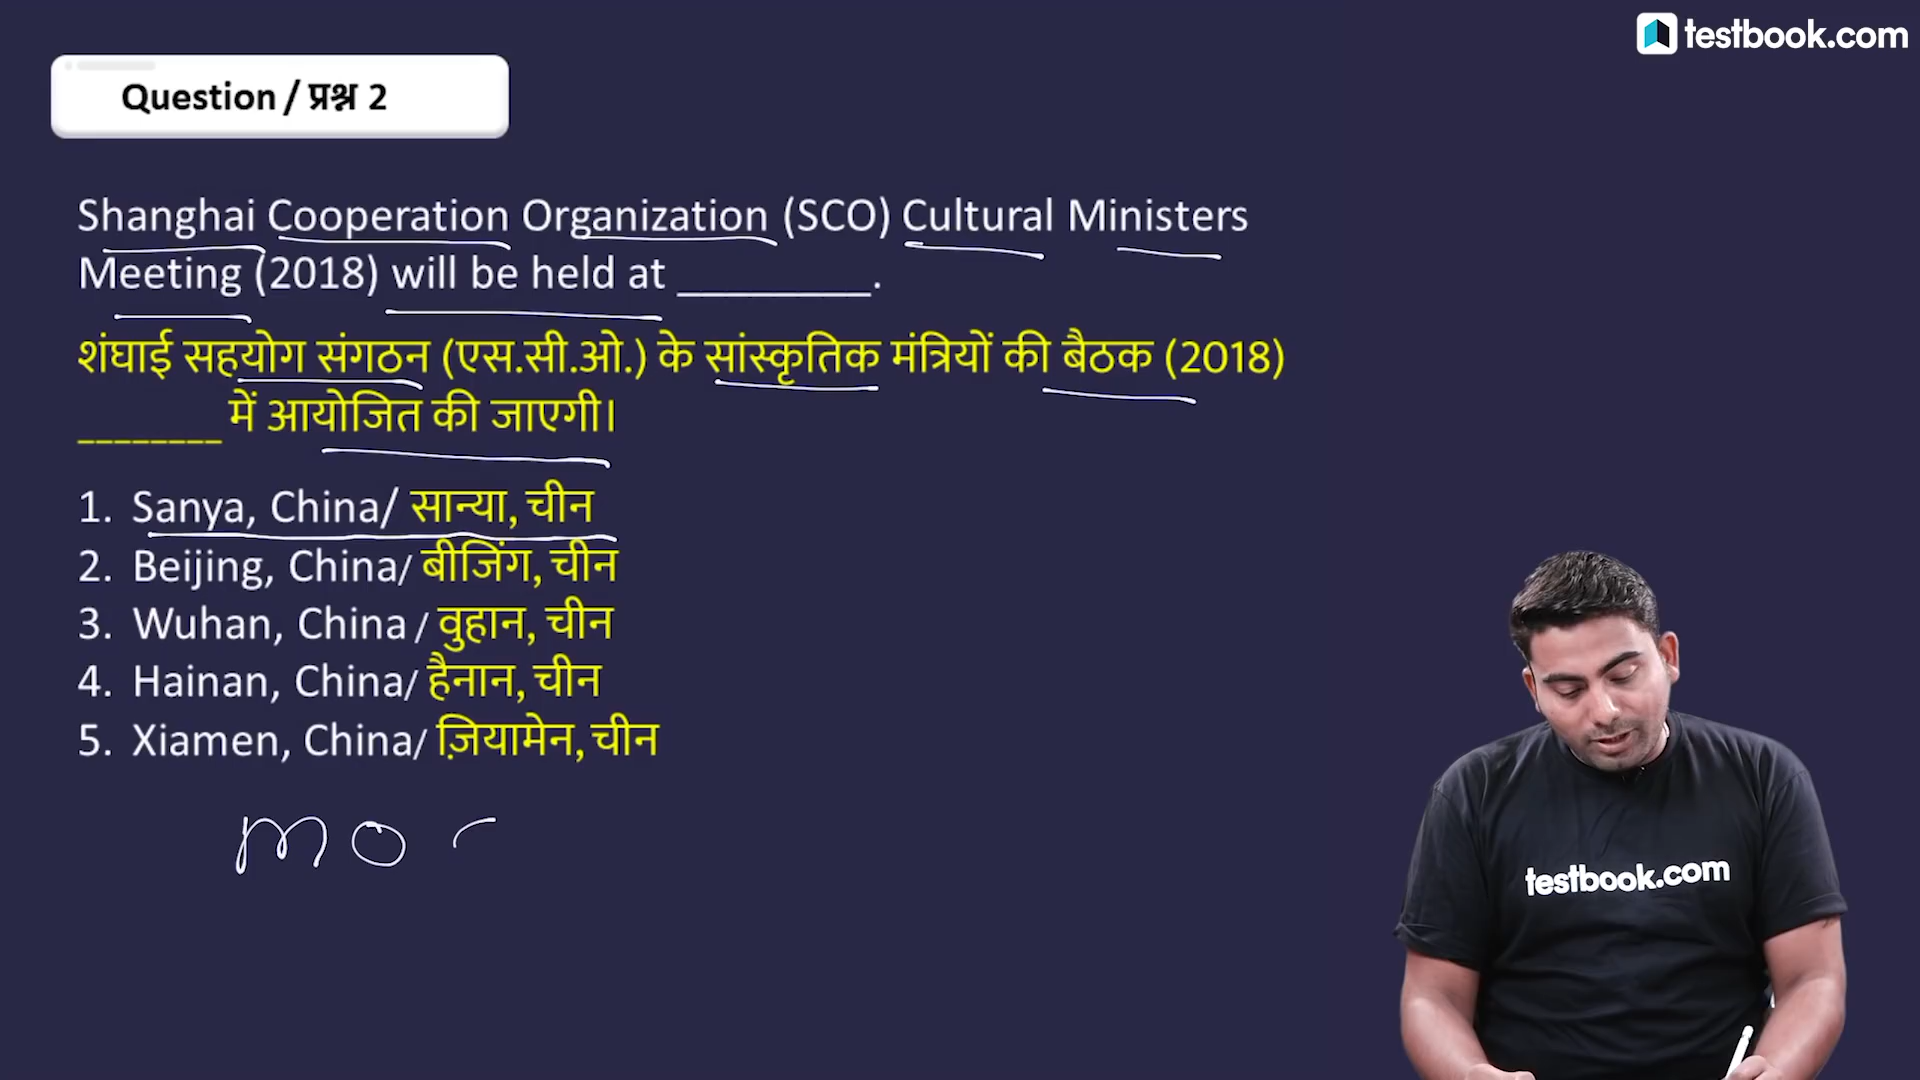 testbook.com
Question / प्रश्न 2
Shanghai Cooperation Organization (SCO) Cultural Ministers
Meeting (2018) will be held at _________.
शंघाई सहयोग संगठन (एस.सी.ओ.) के सांस्कृतिक मंत्रियों की बैठक (2018)
________ में आयोजित की जाएगी।
1. Sanya, China/ सान्या, चीन
2. Beijing, China/ बीजिंग, चीन
3. Wuhan, China / वुहान, चीन
4. Hainan, China/ हैनान, चीन
5. Xiamen, China/ ज़ियामेन, चीन
mo
testbook.com